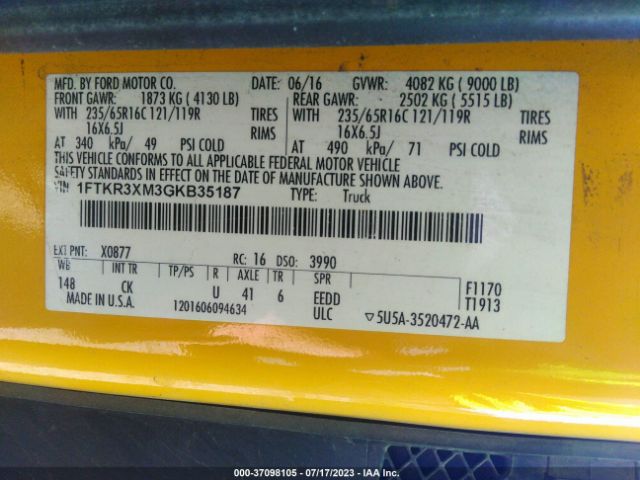 MFD. BY FORD MOTOR CO. DATE: 06/16 GVWR: 4082 KG ( 9000 LB)
FRONT GAWR: 1873 KG ( 4130 LB) REAR GAWR: 2502 KG ( 5515 LB)
WITH 235/65R16C 121/119R TIRES WITH 235/65R16C 121/119R TIRES
16X6.5J RIMS 16X6.5J RIMS
AT 340 kPa/ 49 PSI COLD AT 490 kPa/ 71 PSI COLD
THIS VEHICLE CONFORMS TO ALL APPLICABLE FEDERAL MOTOR VEHICLE
SAFETY STANDARDS IN EFFECT ON THE DATE OF MANUFACTURE SHOWN ABOVE.
VIN 1FTKR3XM3GKB35187 TYPE: Truck
EXT PNT: X0877 RC: 16 DSO: 3990
WB INT TR TP/PS R AXLE TR SPR F1170
148 CK U 41 6 EEDD T1913
MADE IN U.S.A. 1201606094634 ULC ▽5U5A-3520472-AA
000-37098105 - 07/17/2023 - IAA Inc.